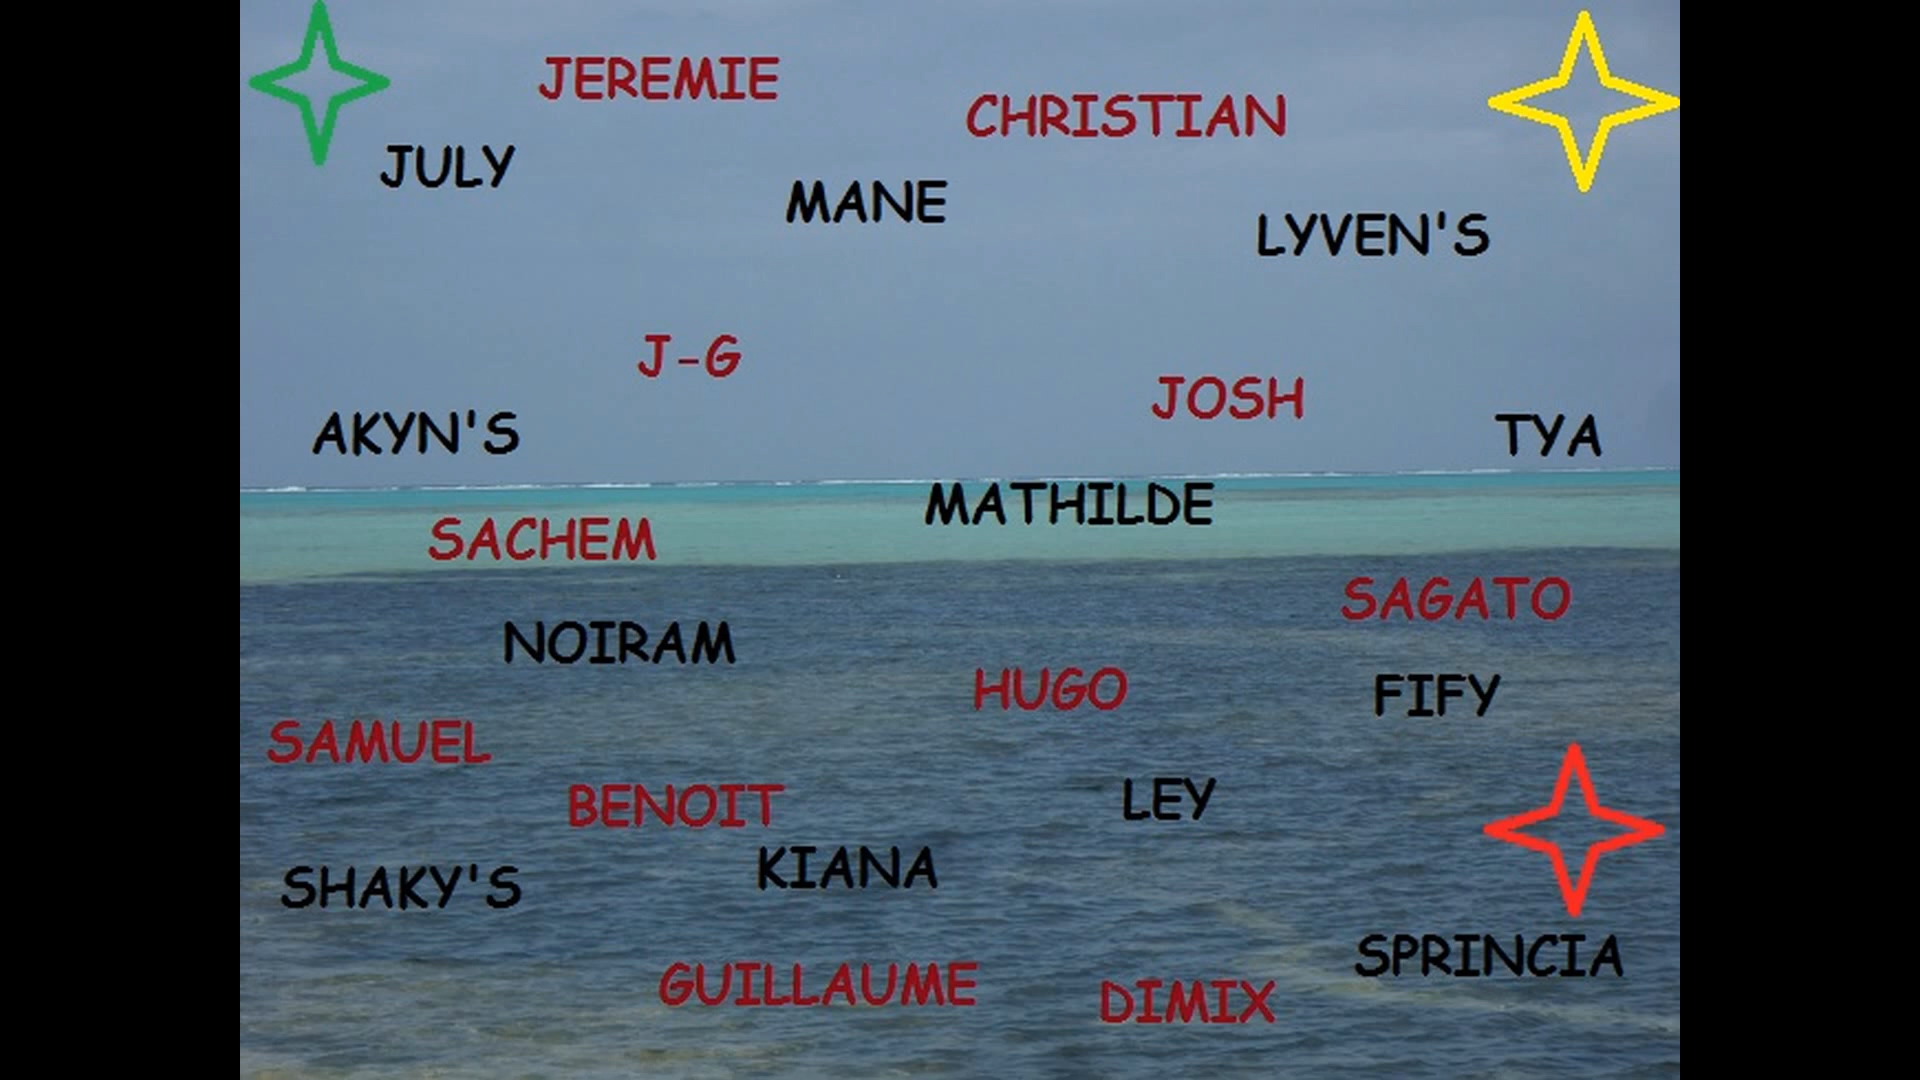 JEREMIE
CHRISTIAN
JULY
MANE
LYVEN'S
J-G
JOSH
AKYN'S
TYA
MATHILDE
SACHEM
SAGATO
NOIRAM
HUGO
FIFY
SAMUEL
BENOIT
LEY
KIANA
SHAKY'S
SPRINCIA
GUILLAUME
DIMIX